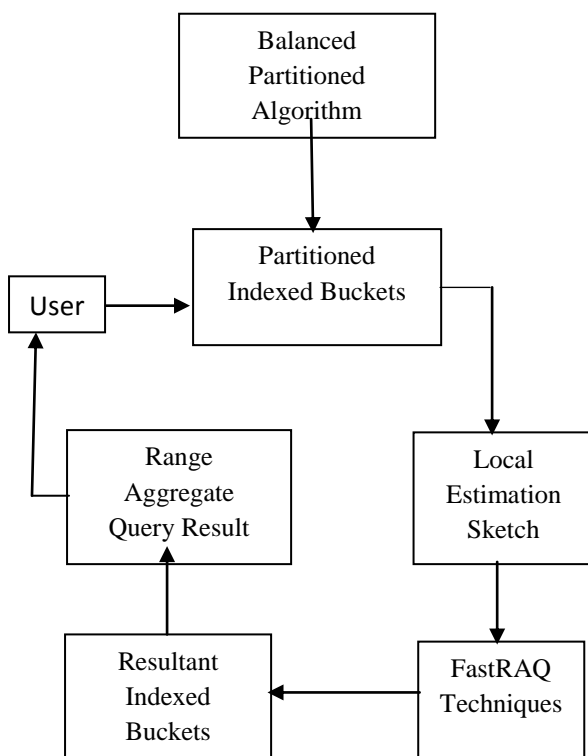 Balanced
Partitioned
Algorithm
Partitioned
Indexed Buckets
User
Range
Aggregate
Query Result
Local
Estimation
Sketch
Resultant
Indexed
Buckets
FastRAQ
Techniques